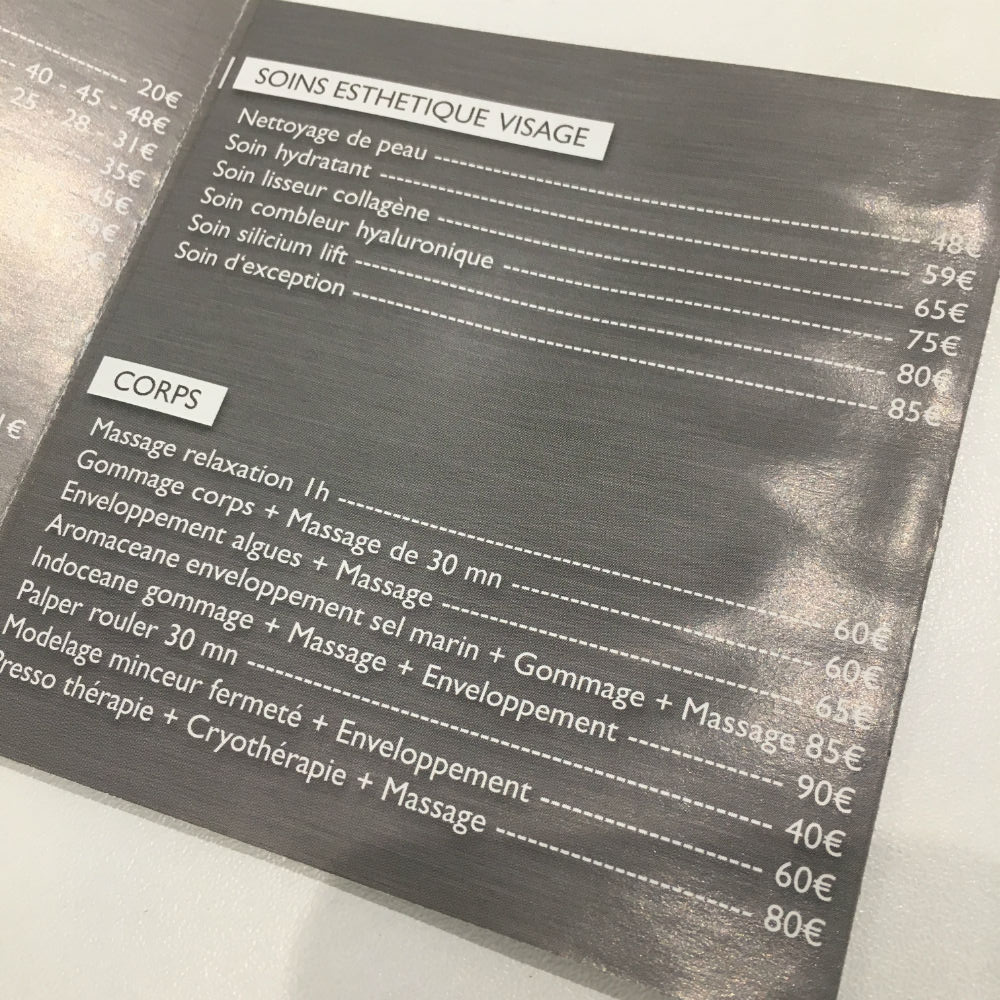 20€
40 - 45 - 48€
25 - 28 - 31€
35€
45€
€
SOINS ESTHETIQUE VISAGE
Nettoyage de peau ---------- 48€
Soin hydratant ---------- 59€
Soin lisseur collagène ---------- 65€
Soin combleur hyaluronique ---------- 75€
Soin silicium lift ---------- 80€
Soin d'exception ---------- 85€
CORPS
Massage relaxation 1h ---------- 60€
Gommage corps + Massage de 30 mn ---------- 60€
Enveloppement algues + Massage ---------- 65€
Aromaceane enveloppement sel marin + Gommage + Massage 85€
Indoceane gommage + Massage + Enveloppement ---------- 90€
Palper rouler 30 mn ---------- 40€
Modelage minceur fermeté + Enveloppement ---------- 60€
Presso thérapie + Cryothérapie + Massage ---------- 80€